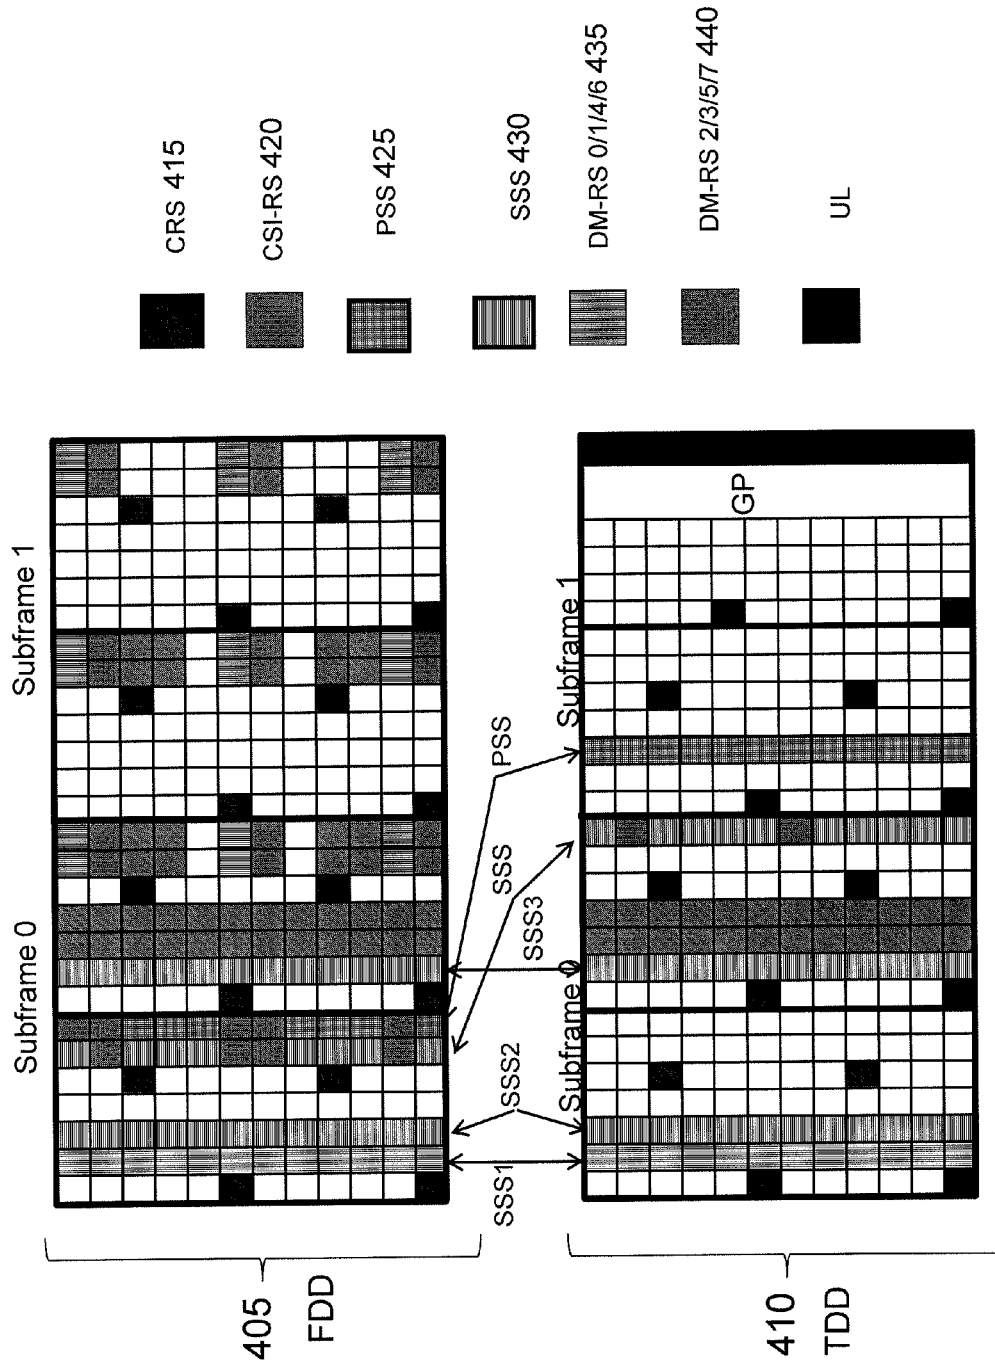 Subframe 0
Subframe 1
405
FDD
SSS1
SSS2
SSS3
SSS
PSS
Subframe 0
Subframe 1
GP
410
TDD
CRS 415
CSI-RS 420
PSS 425
SSS 430
DM-RS 0/1/4/6 435
DM-RS 2/3/5/7 440
UL